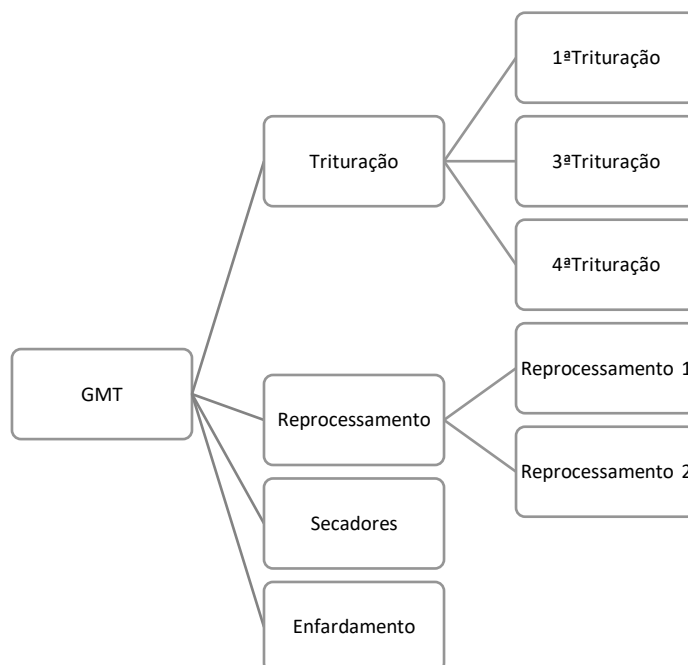 1ªTrituração
Trituração
3ªTrituração
4ªTrituração
GMT
Reprocessamento
Reprocessamento 1
Reprocessamento 2
Secadores
Enfardamento